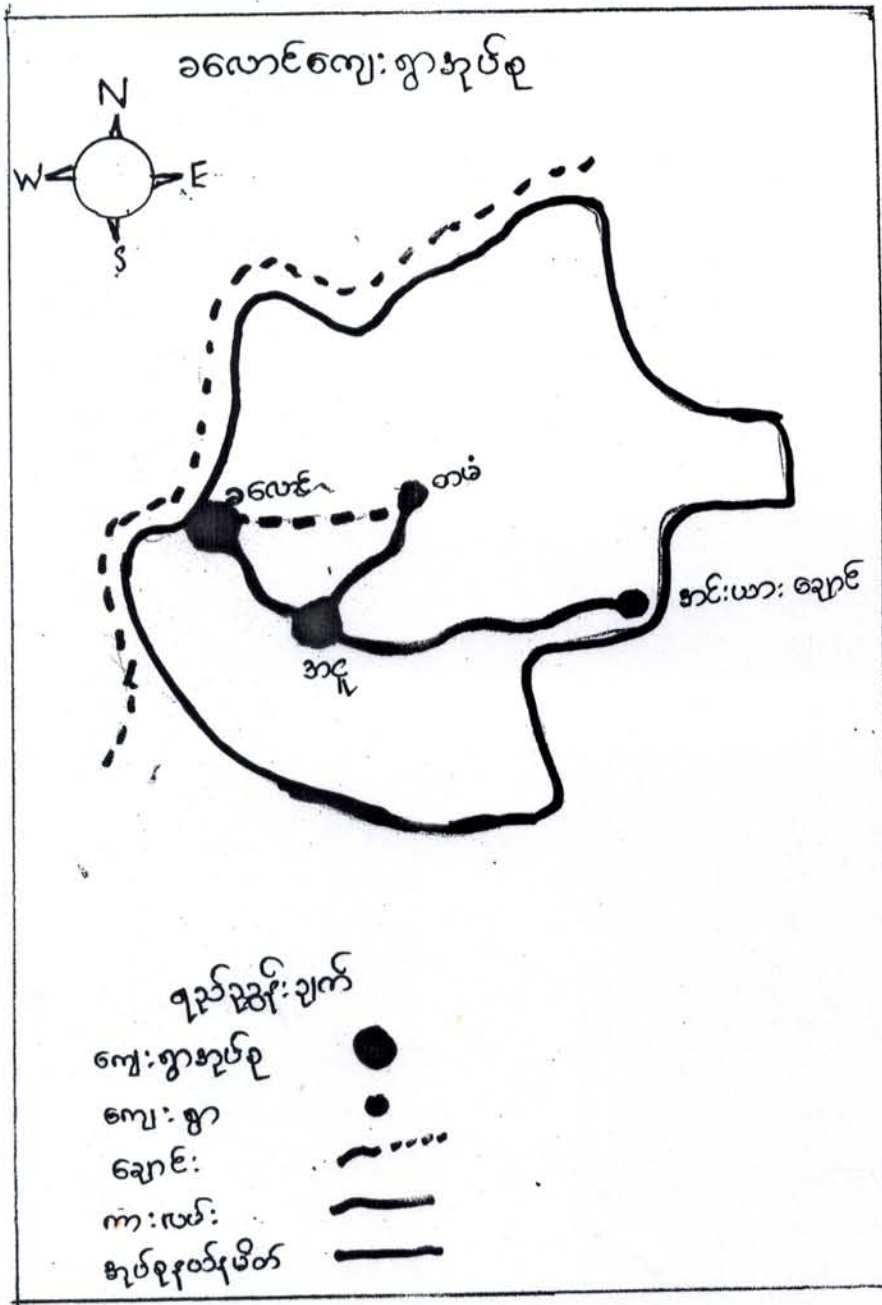 ခလောင်ကျေးရွာအုပ်စု
N
W E
S
ခလောင်
တမံ
အင်းယားချောင်
အငူ
ရည်ညွှန်းချက်
ကျေးရွာအုပ်စု
ကျေးရွာ
ချောင်း
ကားလမ်း
အုပ်စုနယ်နမိတ်